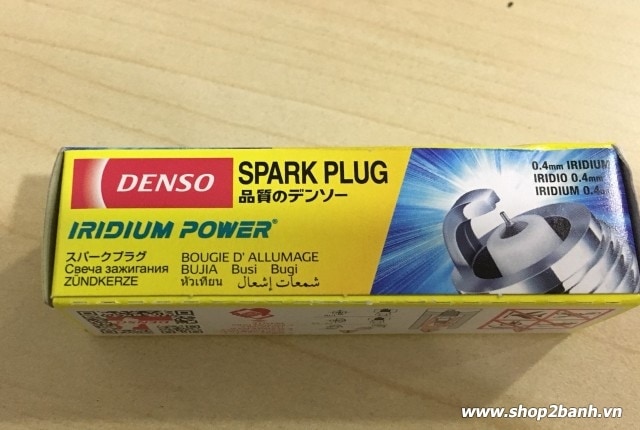 DENSO
SPARK PLUG
品質のデンソー
IRIDIUM POWER®
スパークプラグ
Свеча зажигания
ZÜNDKERZE
BOUGIE D' ALLUMAGE
BUJIA Busi Bugi
หัวเทียน شمعات إشعال
0.4mm IRIDIUM
IRIDIO 0.4mm
IRIDIUM 0.4
www.shop2banh.vn